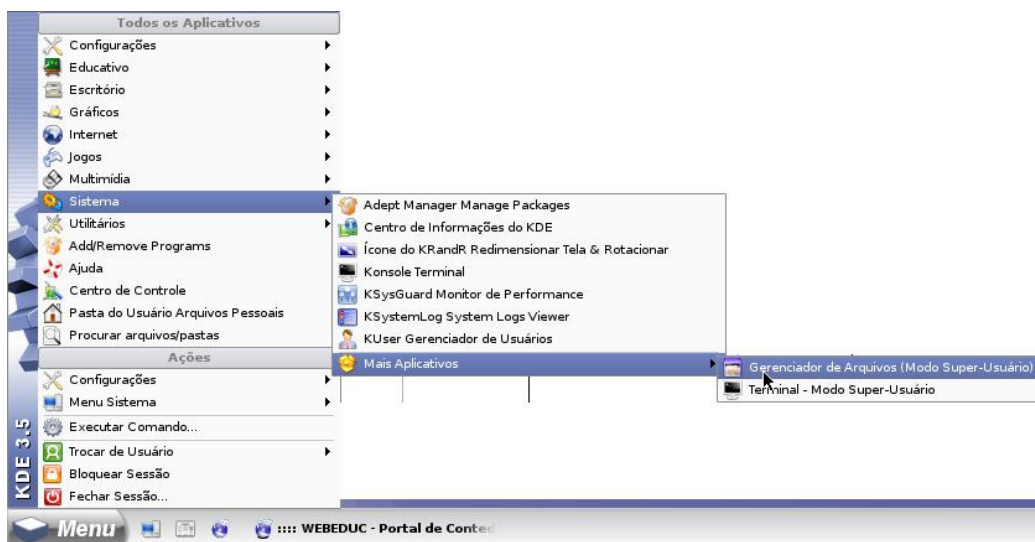 Todos os Aplicativos
Configurações
Educativo
Escritório
Gráficos
Internet
Jogos
Multimídia
Sistema
Utilitários
Add/Remove Programs
Ajuda
Centro de Controle
Pasta do Usuário Arquivos Pessoais
Procurar arquivos/pastas
Ações
Configurações
Menu Sistema
Executar Comando...
Trocar de Usuário
Bloquear Sessão
Fechar Sessão...
KDE 3.5
Adept Manager Manage Packages
Centro de Informações do KDE
Ícone do KRandR Redimensionar Tela & Rotacionar
Konsole Terminal
KSysGuard Monitor de Performance
KSystemLog System Logs Viewer
KUser Gerenciador de Usuários
Mais Aplicativos
Gerenciador de Arquivos (Modo Super-Usuário)
Terminal - Modo Super-Usuário
Menu
:::: WEBEDUC - Portal de Conteú